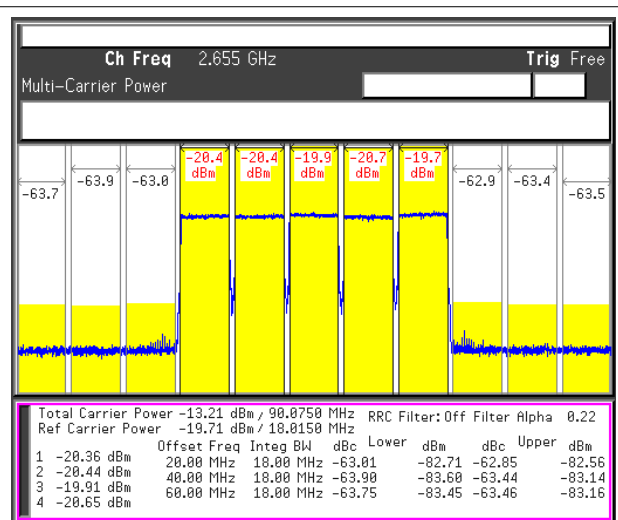 Ch Freq 2.655 GHz Trig Free
Multi-Carrier Power
-20.4 -20.4 -19.9 -20.7 -19.7
dBm dBm dBm dBm dBm
-63.7 -63.9 -63.0 -62.9 -63.4 -63.5
Total Carrier Power -13.21 dBm/ 90.0750 MHz RRC Filter: Off Filter Alpha 0.22
Ref Carrier Power -19.71 dBm/ 18.0150 MHz
Offset Freq Integ BW dBc Lower dBm dBc Upper dBm
1 -20.36 dBm 20.00 MHz 18.00 MHz -63.01 -82.71 -62.85 -82.56
2 -20.44 dBm 40.00 MHz 18.00 MHz -63.90 -83.60 -63.44 -83.14
3 -19.91 dBm 60.00 MHz 18.00 MHz -63.75 -83.45 -63.46 -83.16
4 -20.65 dBm